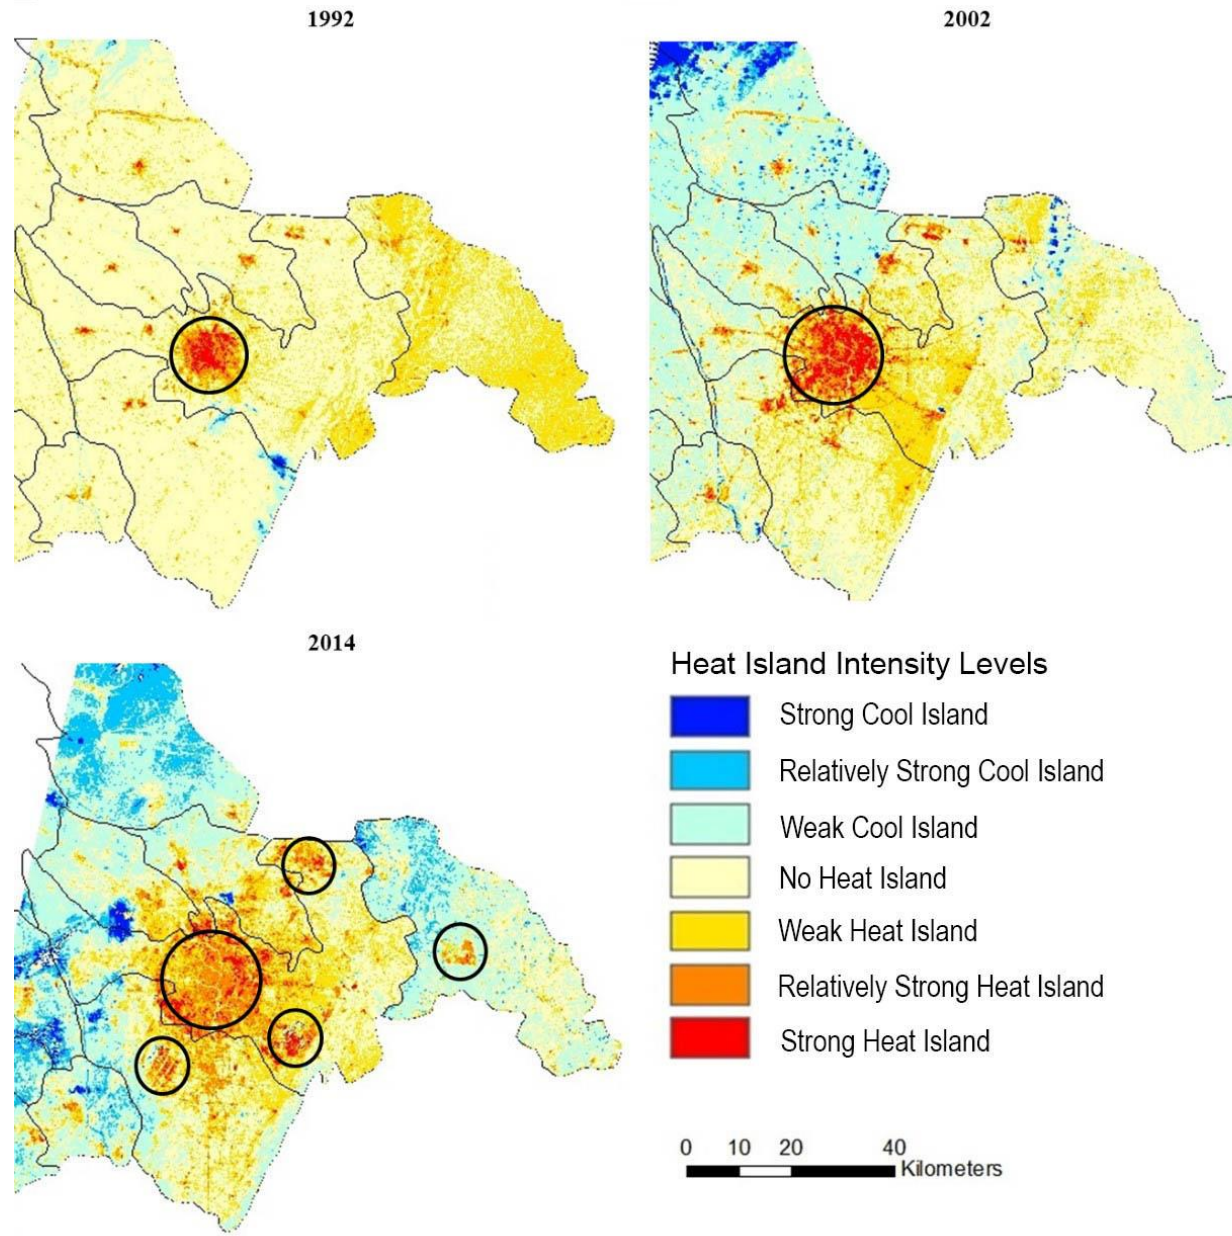 1992
2002
2014
Heat Island Intensity Levels
Strong Cool Island
Relatively Strong Cool Island
Weak Cool Island
No Heat Island
Weak Heat Island
Relatively Strong Heat Island
Strong Heat Island
0 10 20 40
Kilometers